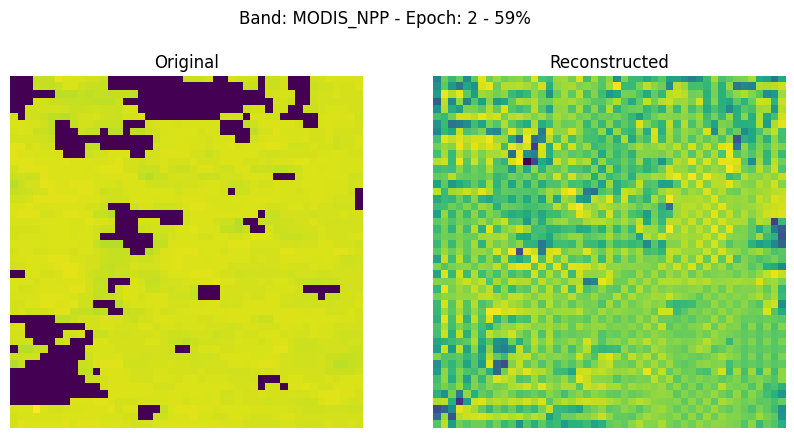 Band: MODIS_NPP - Epoch: 2 - 59%
Original
Reconstructed